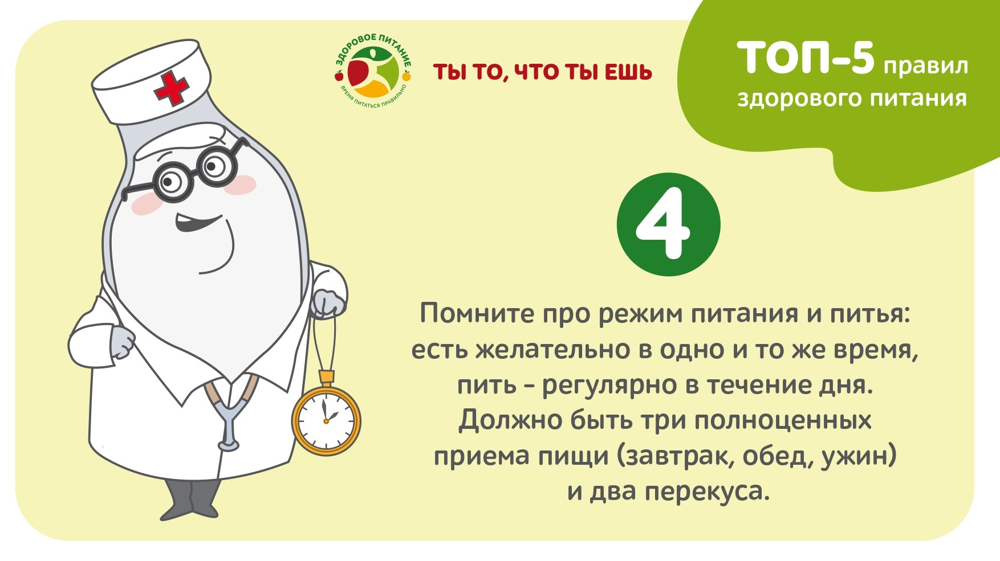 ЗДОРОВОЕ ПИТАНИЕ
ВРЕМЯ ПИТАТЬСЯ ПРАВИЛЬНО
ТЫ ТО, ЧТО ТЫ ЕШЬ
ТОП-5 правил
здорового питания
4
Помните про режим питания и питья:
есть желательно в одно и то же время,
пить - регулярно в течение дня.
Должно быть три полноценных
приема пищи (завтрак, обед, ужин)
и два перекуса.